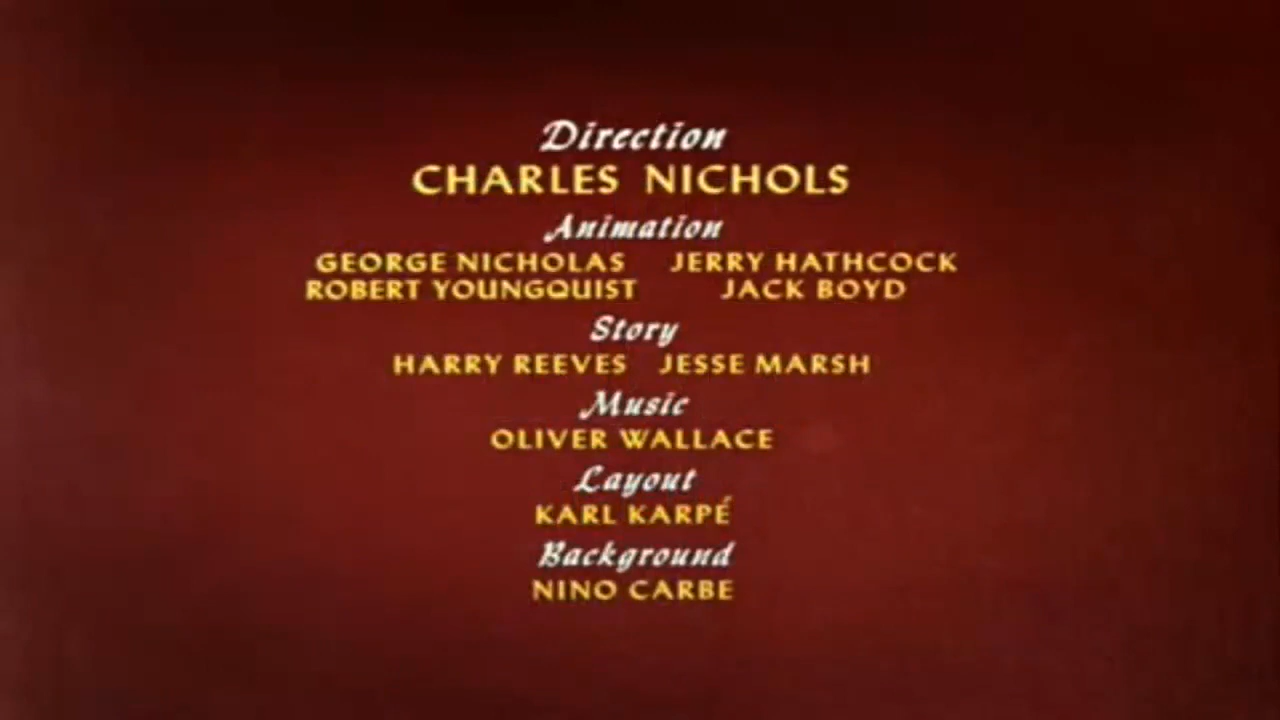 Direction
CHARLES NICHOLS
Animation
GEORGE NICHOLAS JERRY HATHCOCK
ROBERT YOUNGQUIST JACK BOYD
Story
HARRY REEVES JESSE MARSH
Music
OLIVER WALLACE
Layout
KARL KARPÉ
Background
NINO CARBE